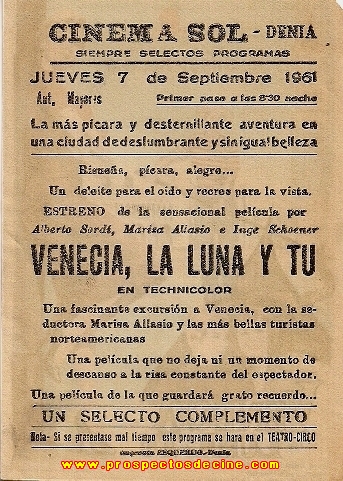 CINEMA SOL - DENIA
SIEMPRE SELECTOS PROGRAMAS
JUEVES 7 de Septiembre 1961
Aut. Mayores Primer pase a las 8'30 noche
La más pícara y desternillante aventura en
una ciudad de deslumbrante y sin igual belleza
Risueña, pícara, alegre...
Un deleite para el oido y recreo para la vista.
ESTRENO de la sensacional película por
Alberto Sordi, Marisa Allasio e Inge Schoener
VENECIA, LA LUNA Y TU
EN TECHNICOLOR
Una fascinante excursión a Venecia, con la se-
ductora Marisa Allasio y las más bellas turistas
norteamericanas
Una película que no deja ni un momento de
descanso a la risa constante del espectador.
Una película de la que guardará grato recuerdo...
UN SELECTO COMPLEMENTO
Nota- Si se presentase mal tiempo este programa se hara en el TEATRO-CIRCO
Imprenta BEQUERDO.-Denia
www.prospectosdecine.com